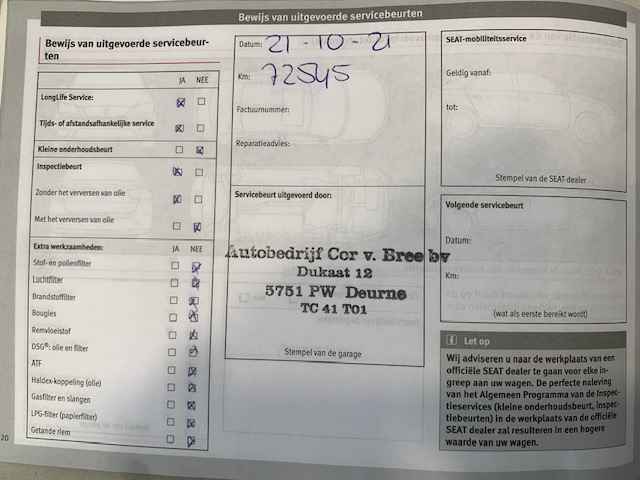 Bewijs van uitgevoerde servicebeurten
Bewijs van uitgevoerde servicebeur-
ten
JA NEE
LongLife Service:
Tijds- of afstandsafhankelijke service
Kleine onderhoudsbeurt
Inspectiebeurt
Zonder het verversen van olie
Met het verversen van olie
Extra werkzaamheden: JA NEE
Stof- en pollenfilter
Luchtfilter
Brandstoffilter
Bougies
Remvloeistof
DSG®: olie en filter
ATF
Haldex-koppeling (olie)
Gasfilter en slangen
LPG-filter (papierfilter)
Getande riem
20
Datum: 21-10-21
Km: 72545
Factuurnummer:
Reparatieadvies:
Servicebeurt uitgevoerd door:
Autobedrijf Cor v. Bree bv
Dukaat 12
5751 PW Deurne
TC 41 T01
Stempel van de garage
SEAT-mobiliteitsservice
Geldig vanaf:
tot:
Stempel van de SEAT-dealer
Volgende servicebeurt
Datum:
Km:
(wat als eerste bereikt wordt)
i Let op
Wij adviseren u naar de werkplaats van een
officiële SEAT dealer te gaan voor elke in-
greep aan uw wagen. De perfecte naleving
van het Algemeen Programma van de Inspec-
tieservices (kleine onderhoudsbeurt, inspec-
tiebeurten) in de werkplaats van de officiële
SEAT dealer zal resulteren in een hogere
waarde van uw wagen.